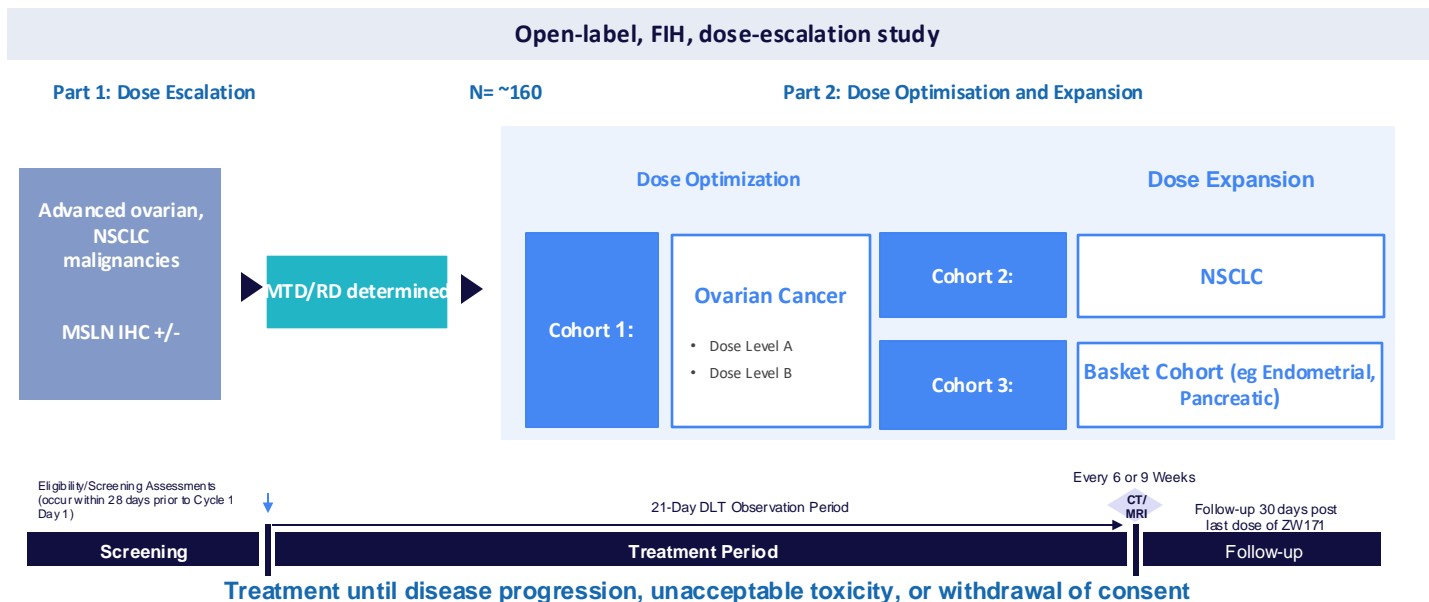 Open-label, FIH, dose-escalation study
Part 1: Dose Escalation
N= ~160
Part 2: Dose Optimisation and Expansion
Advanced ovarian,
NSCLC
malignancies
MSLN IHC +/-
MTD/RD determined
Dose Optimization
Dose Expansion
Cohort 1:
Ovarian Cancer
• Dose Level A
• Dose Level B
Cohort 2:
NSCLC
Cohort 3:
Basket Cohort (eg Endometrial,
Pancreatic)
Eligibility/Screening Assessments
(occur within 28 days prior to Cycle 1
Day 1)
21-Day DLT Observation Period
Every 6 or 9 Weeks
CT/
MRI
Follow-up 30 days post
last dose of ZW171
Screening
Treatment Period
Follow-up
Treatment until disease progression, unacceptable toxicity, or withdrawal of consent